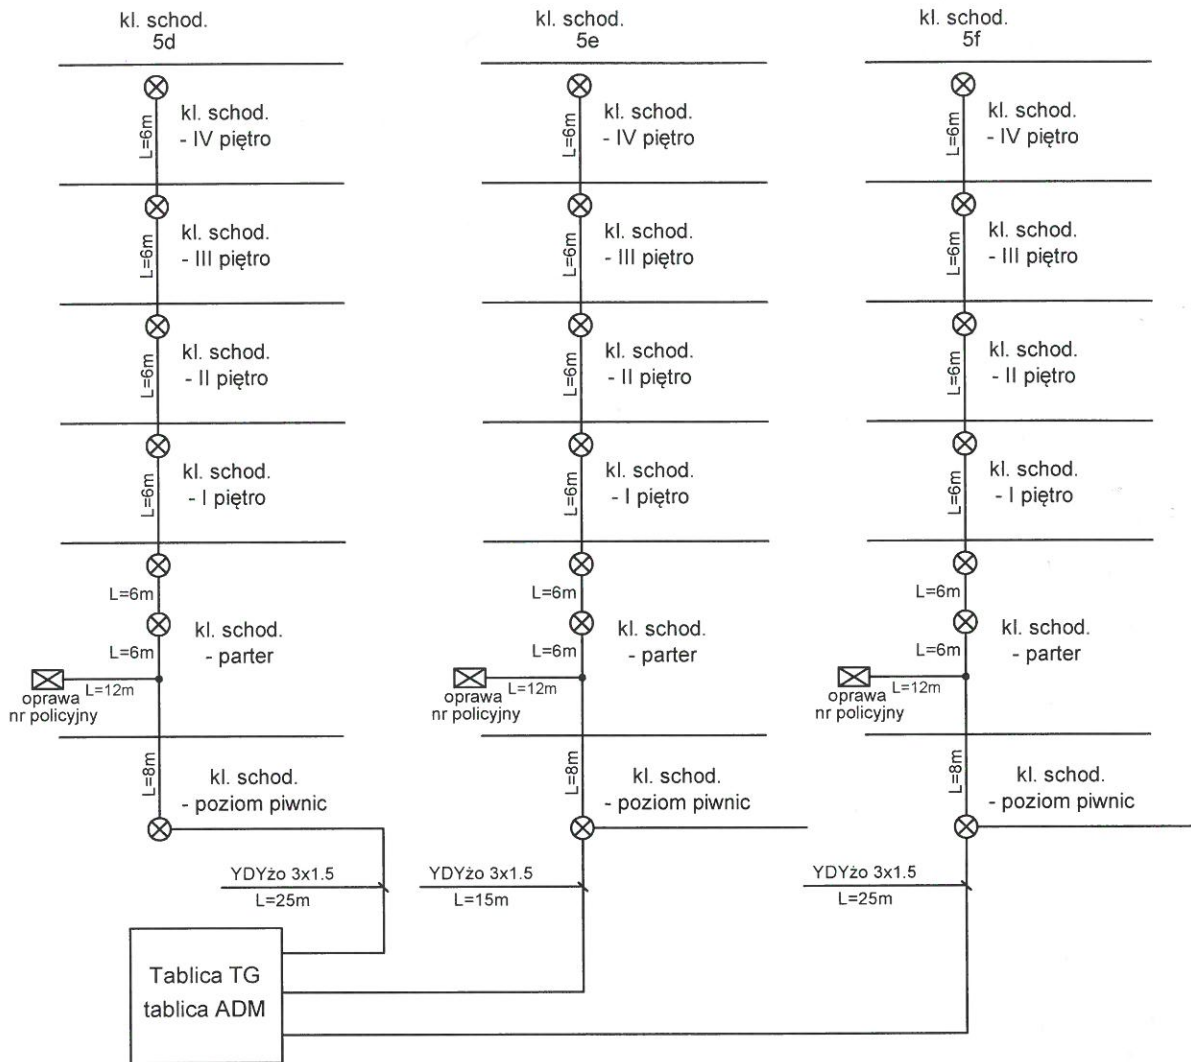 kl. schod.
5d
kl. schod.
5e
kl. schod.
5f
L=6m
kl. schod.
- IV piętro
L=6m
kl. schod.
- IV piętro
L=6m
kl. schod.
- IV piętro
L=6m
kl. schod.
- III piętro
L=6m
kl. schod.
- III piętro
L=6m
kl. schod.
- III piętro
L=6m
kl. schod.
- II piętro
L=6m
kl. schod.
- II piętro
L=6m
kl. schod.
- II piętro
L=6m
kl. schod.
- I piętro
L=6m
kl. schod.
- I piętro
L=6m
kl. schod.
- I piętro
L=6m
L=6m
kl. schod.
- parter
L=12m
oprawa
nr policyjny
L=6m
L=6m
kl. schod.
- parter
L=12m
oprawa
nr policyjny
L=6m
L=6m
kl. schod.
- parter
L=12m
oprawa
nr policyjny
L=8m
kl. schod.
- poziom piwnic
L=8m
kl. schod.
- poziom piwnic
L=8m
kl. schod.
- poziom piwnic
YDYżo 3x1.5
L=25m
YDYżo 3x1.5
L=15m
YDYżo 3x1.5
L=25m
Tablica TG
tablica ADM